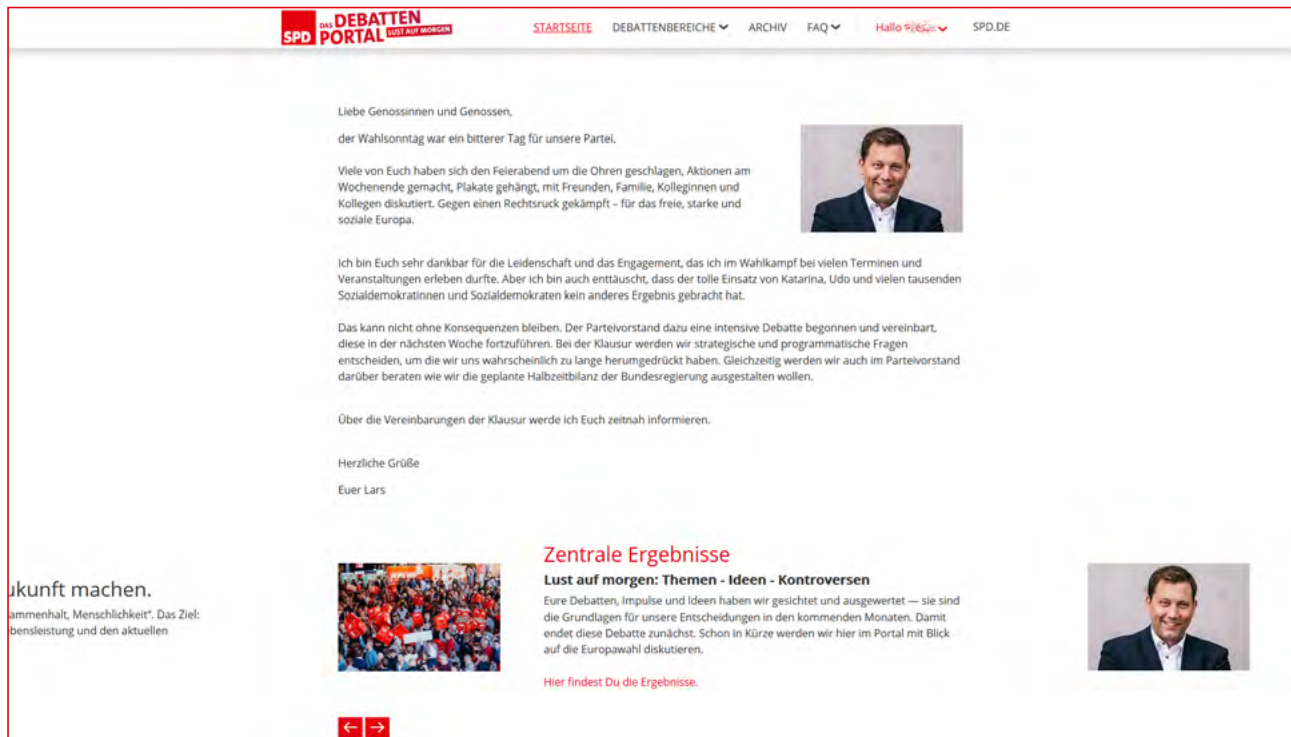 SPD DAS DEBATTEN PORTAL LUST AUF MORGEN
STARTSEITE DEBATTENBEREICHE ARCHIV FAQ Hallo SPD.DE
Liebe Genossinnen und Genossen,
der Wahlsonntag war ein bitterer Tag für unsere Partei.
Viele von Euch haben sich den Feierabend um die Ohren geschlagen, Aktionen am
Wochenende gemacht, Plakate gehängt, mit Freunden, Familie, Kolleginnen und
Kollegen diskutiert. Gegen einen Rechtsruck gekämpft – für das freie, starke und
soziale Europa.
Ich bin Euch sehr dankbar für die Leidenschaft und das Engagement, das ich im Wahlkampf bei vielen Terminen und
Veranstaltungen erleben durfte. Aber ich bin auch enttäuscht, dass der tolle Einsatz von Katarina, Udo und vielen tausenden
Sozialdemokratinnen und Sozialdemokraten kein anderes Ergebnis gebracht hat.
Das kann nicht ohne Konsequenzen bleiben. Der Parteivorstand dazu eine intensive Debatte begonnen und vereinbart,
diese in der nächsten Woche fortzuführen. Bei der Klausur werden wir strategische und programmatische Fragen
entscheiden, um die wir uns wahrscheinlich zu lange herumgedrückt haben. Gleichzeitig werden wir auch im Parteivorstand
darüber beraten wie wir die geplante Halbzeitbilanz der Bundesregierung ausgestalten wollen.
Über die Vereinbarungen der Klausur werde ich Euch zeitnah informieren.
Herzliche Grüße
Euer Lars
ukunft machen.
ammenhalt, Menschlichkeit". Das Ziel:
bensleistung und den aktuellen
Zentrale Ergebnisse
Lust auf morgen: Themen - Ideen - Kontroversen
Eure Debatten, Impulse und Ideen haben wir gesichtet und ausgewertet — sie sind
die Grundlagen für unsere Entscheidungen in den kommenden Monaten. Damit
endet diese Debatte zunächst. Schon in Kürze werden wir hier im Portal mit Blick
auf die Europawahl diskutieren.
Hier findest Du die Ergebnisse.